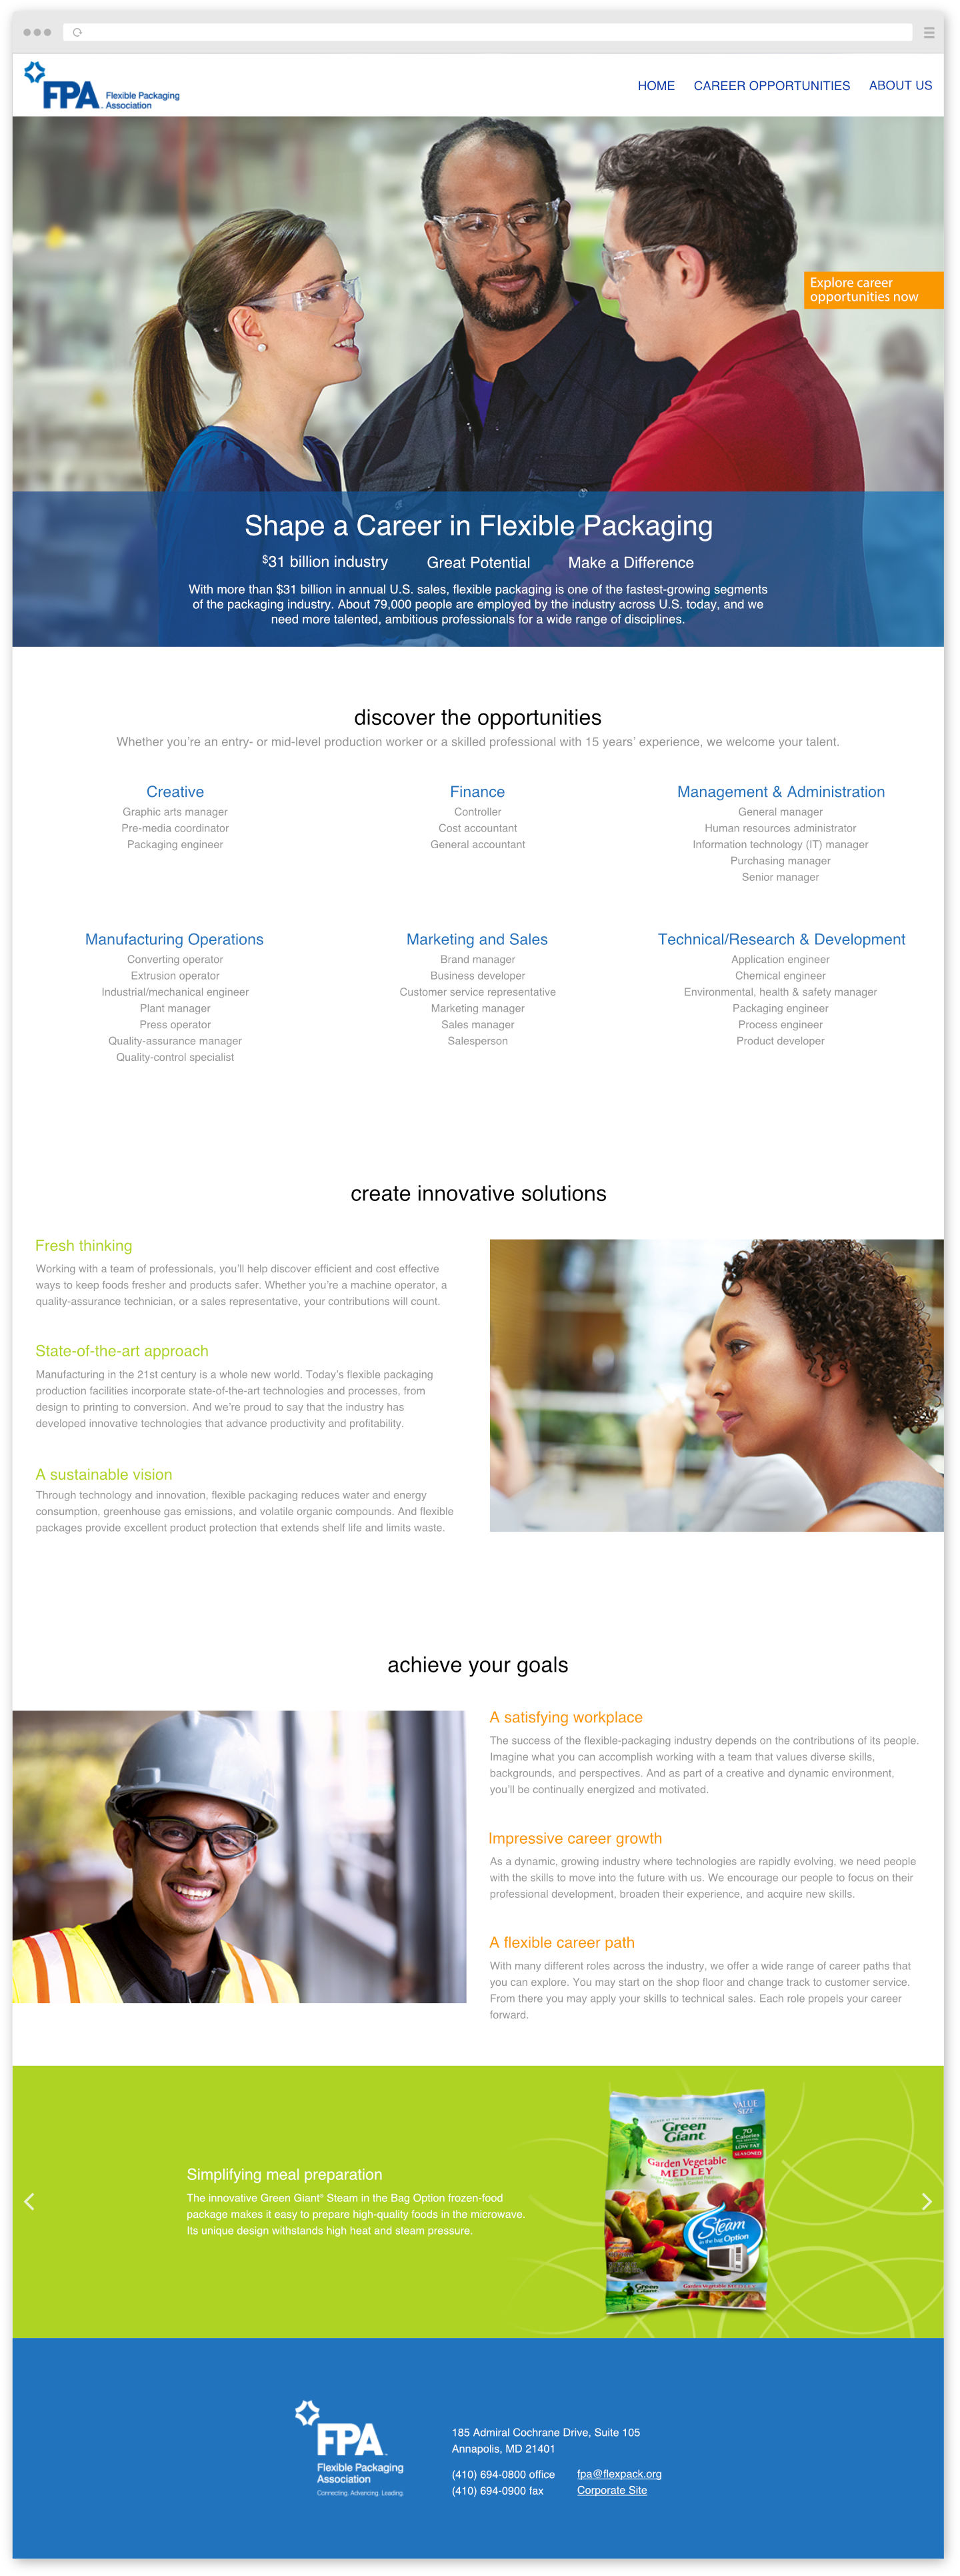 FPA Flexible Packaging
Association
HOME CAREER OPPORTUNITIES ABOUT US
Explore career
opportunities now
Shape a Career in Flexible Packaging
$31 billion industry Great Potential Make a Difference
With more than $31 billion in annual U.S. sales, flexible packaging is one of the fastest-growing segments
of the packaging industry. About 79,000 people are employed by the industry across U.S. today, and we
need more talented, ambitious professionals for a wide range of disciplines.
discover the opportunities
Whether you're an entry- or mid-level production worker or a skilled professional with 15 years' experience, we welcome your talent.
Creative
Graphic arts manager
Pre-media coordinator
Packaging engineer
Finance
Controller
Cost accountant
General accountant
Management & Administration
General manager
Human resources administrator
Information technology (IT) manager
Purchasing manager
Senior manager
Manufacturing Operations
Converting operator
Extrusion operator
Industrial/mechanical engineer
Plant manager
Press operator
Quality-assurance manager
Quality-control specialist
Marketing and Sales
Brand manager
Business developer
Customer service representative
Marketing manager
Sales manager
Salesperson
Technical/Research & Development
Application engineer
Chemical engineer
Environmental, health & safety manager
Packaging engineer
Process engineer
Product developer
create innovative solutions
Fresh thinking
Working with a team of professionals, you'll help discover efficient and cost effective
ways to keep foods fresher and products safer. Whether you're a machine operator, a
quality-assurance technician, or a sales representative, your contributions will count.
State-of-the-art approach
Manufacturing in the 21st century is a whole new world. Today's flexible packaging
production facilities incorporate state-of-the-art technologies and processes, from
design to printing to conversion. And we're proud to say that the industry has
developed innovative technologies that advance productivity and profitability.
A sustainable vision
Through technology and innovation, flexible packaging reduces water and energy
consumption, greenhouse gas emissions, and volatile organic compounds. And flexible
packages provide excellent product protection that extends shelf life and limits waste.
achieve your goals
A satisfying workplace
The success of the flexible-packaging industry depends on the contributions of its people.
Imagine what you can accomplish working with a team that values diverse skills,
backgrounds, and perspectives. And as part of a creative and dynamic environment,
you'll be continually energized and motivated.
Impressive career growth
As a dynamic, growing industry where technologies are rapidly evolving, we need people
with the skills to move into the future with us. We encourage our people to focus on their
professional development, broaden their experience, and acquire new skills.
A flexible career path
With many different roles across the industry, we offer a wide range of career paths that
you can explore. You may start on the shop floor and change track to customer service.
From there you may apply your skills to technical sales. Each role propels your career
forward.
Simplifying meal preparation
The innovative Green Giant® Steam in the Bag Option frozen-food
package makes it easy to prepare high-quality foods in the microwave.
Its unique design withstands high heat and steam pressure.
VALUE
SIZE
Green
Giant
70
Calories
LOW FAT
SEASONED
Garden Vegetable
MEDLEY
Steam
in the bag Option
Green
Giant
Garden Vegetable MEDLEY
FPA
Flexible Packaging
Association
Connecting. Advancing. Leading.
185 Admiral Cochrane Drive, Suite 105
Annapolis, MD 21401
(410) 694-0800 office fpa@flexpack.org
(410) 694-0900 fax Corporate Site